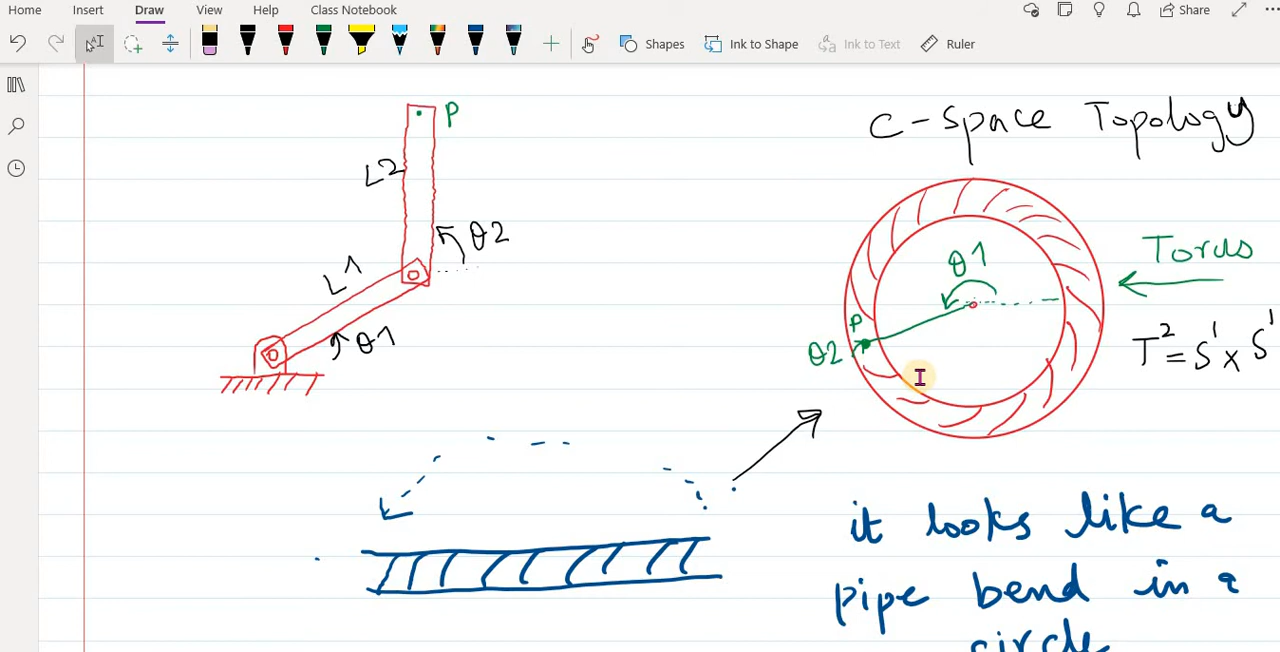 Home Insert Draw View Help Class Notebook Share
Shapes Ink to Shape Ink to Text Ruler
P
L2
θ2
L1
θ1
C-Space Topology
θ1
Torus
P
θ2
T² = S¹ x S¹
it looks like a
pipe bend in a
circle